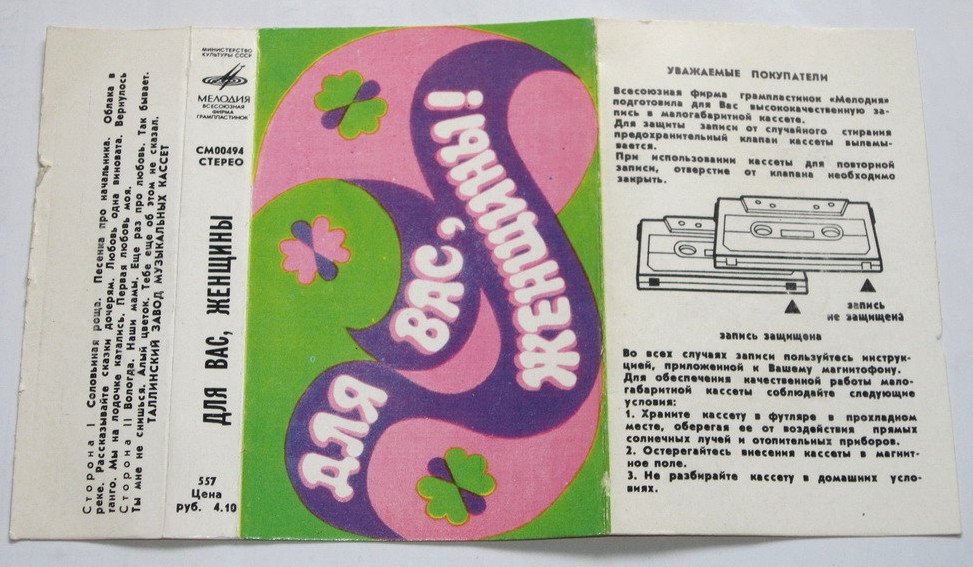 Сторона I Соловьиная роща. Песенка про начальника. Облака в
реке. Рассказывайте сказки дочерям. Любовь одна виновата. Вернулось
танго. Мы на лодочке катались. Первая любовь моя.
Сторона II Вологда. Наши мамы. Еще раз про любовь. Так бывает.
Ты мне не снишься. Алый цветок. Тебе еще об этом не сказал.
ТАЛЛИНСКИЙ ЗАВОД МУЗЫКАЛЬНЫХ КАССЕТ
МИНИСТЕРСТВО
КУЛЬТУРЫ СССР
МЕЛОДИЯ
ВСЕСОЮЗНАЯ
ФИРМА
ГРАМПЛАСТИНОК
СМ00494
СТЕРЕО
ДЛЯ ВАС, ЖЕНЩИНЫ
557
Цена
руб. 4.10
ДЛЯ
ВАС,
ЖЕНЩИНЫ!
УВАЖАЕМЫЕ ПОКУПАТЕЛИ
Всесоюзная фирма грампластинок «Мелодия»
подготовила для Вас высококачественную за-
пись в малогабаритной кассете.
Для защиты записи от случайного стирания
предохранительный клапан кассеты выламы-
вается.
При использовании кассеты для повторной
записи, отверстие от клапана необходимо
закрыть.
запись
не защищена
запись защищена
Во всех случаях записи пользуйтесь инструк-
цией, приложенной к Вашему магнитофону.
Для обеспечения качественной работы мало-
габаритной кассеты соблюдайте следующие
условия:
1. Храните кассету в футляре в прохладном
месте, оберегая ее от воздействия прямых
солнечных лучей и отопительных приборов.
2. Остерегайтесь внесения кассеты в магнит-
ное поле.
3. Не разбирайте кассету в домашних усло-
виях.